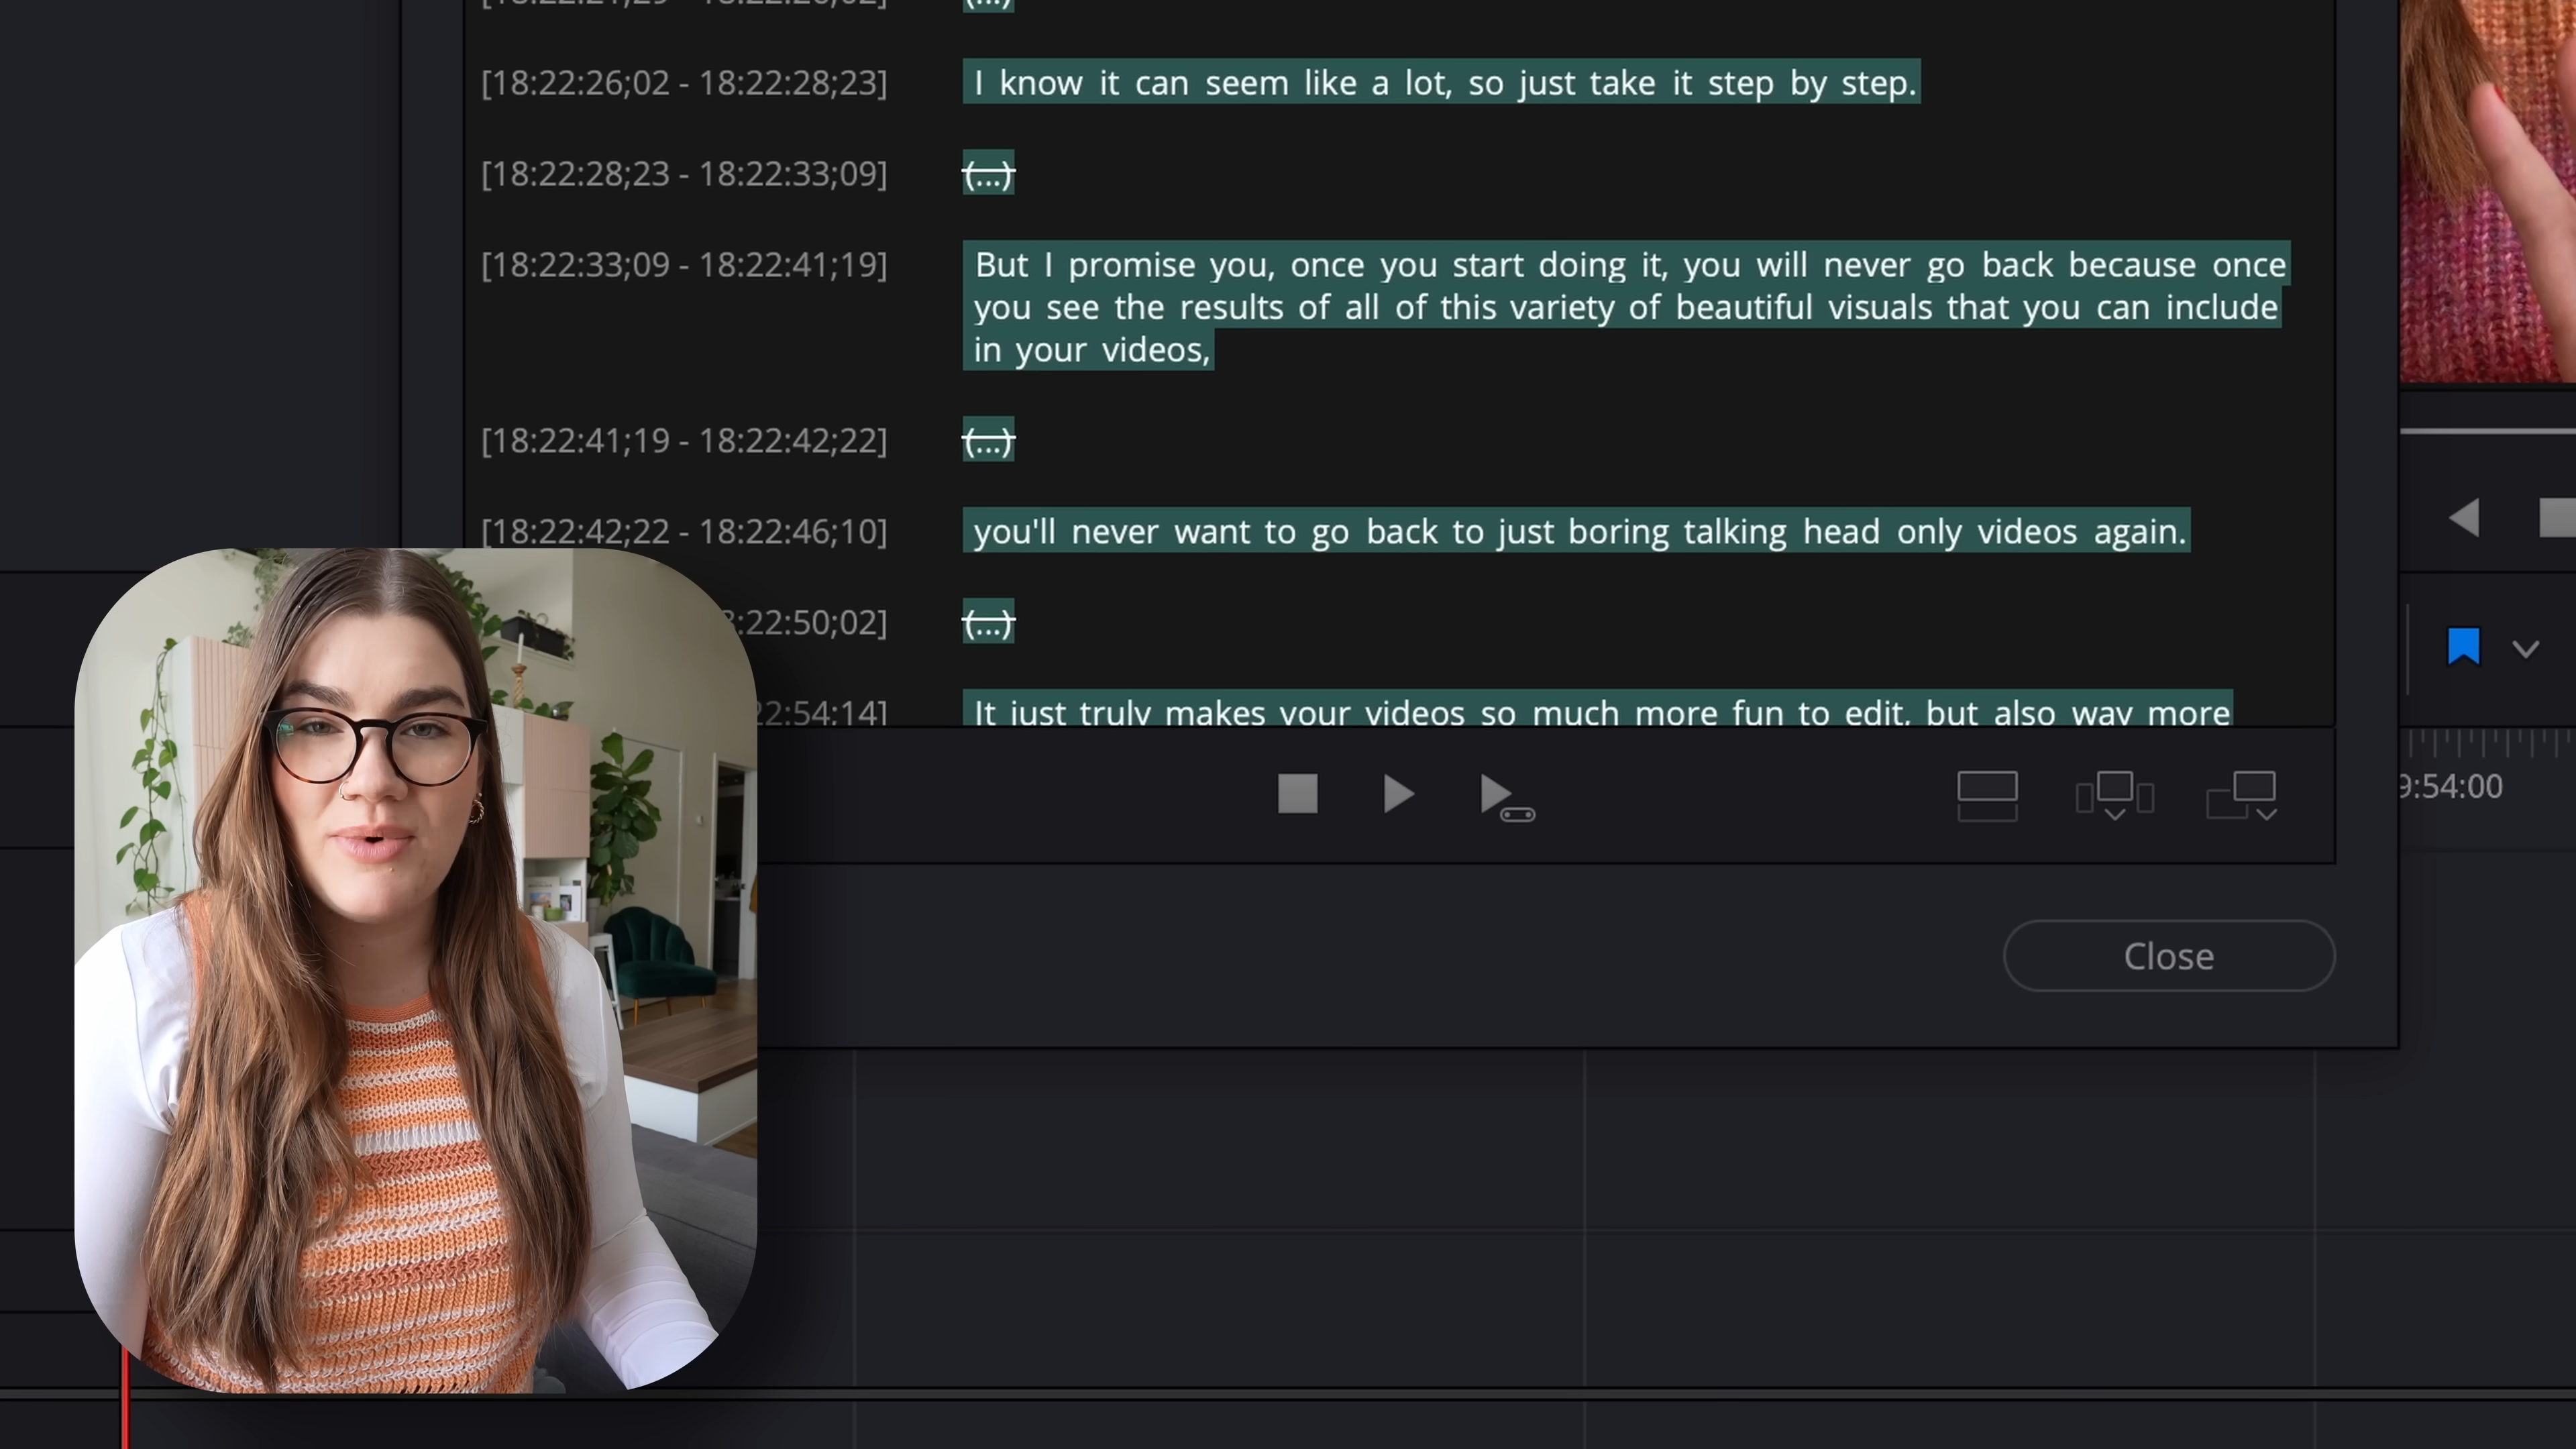 [18:22:26;02 - 18:22:28;23] I know it can seem like a lot, so just take it step by step.
[18:22:28;23 - 18:22:33;09] (...)
[18:22:33;09 - 18:22:41;19] But I promise you, once you start doing it, you will never go back because once
you see the results of all of this variety of beautiful visuals that you can include
in your videos,
[18:22:41;19 - 18:22:42;22] (...)
[18:22:42;22 - 18:22:46;10] you'll never want to go back to just boring talking head only videos again.
:22:50;02] (...)
22:54;14] It just truly makes your videos so much more fun to edit, but also way more
9:54:00
Close